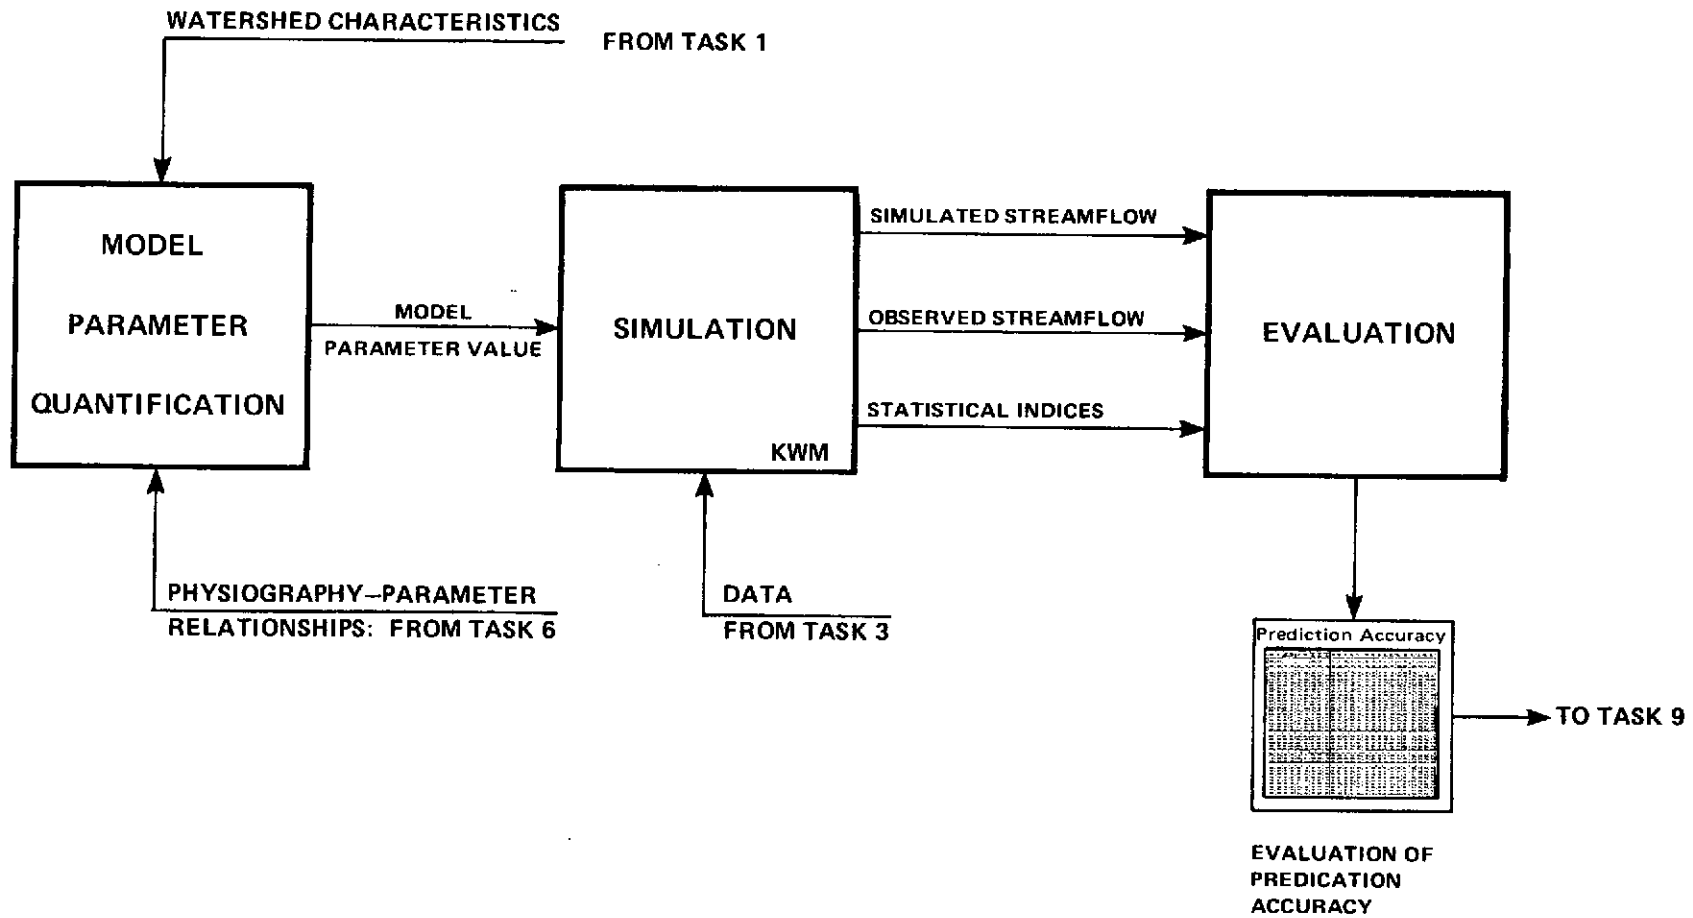 WATERSHED CHARACTERISTICS
FROM TASK 1
MODEL
PARAMETER
QUANTIFICATION
MODEL
PARAMETER VALUE
SIMULATION
KWM
SIMULATED STREAMFLOW
OBSERVED STREAMFLOW
STATISTICAL INDICES
EVALUATION
PHYSIOGRAPHY–PARAMETER
RELATIONSHIPS: FROM TASK 6
DATA
FROM TASK 3
Prediction Accuracy
TO TASK 9
EVALUATION OF
PREDICATION
ACCURACY